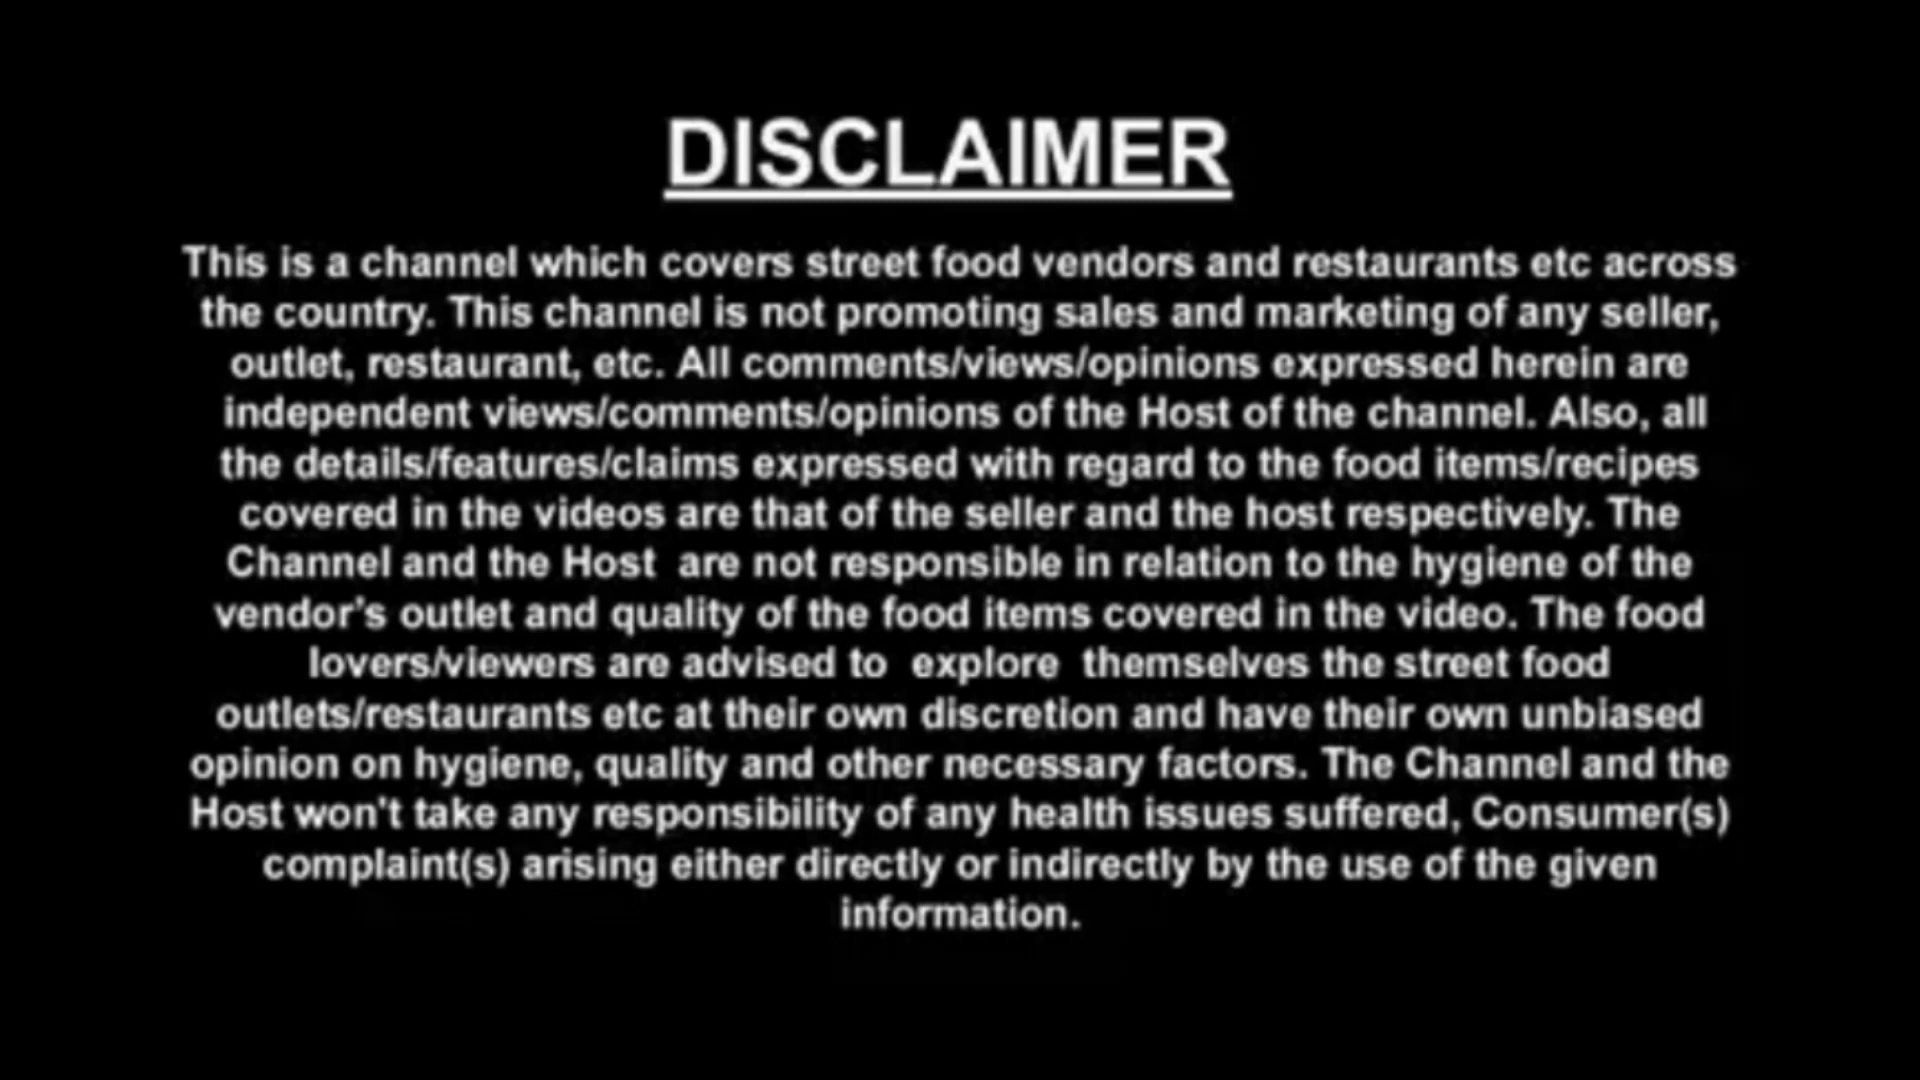 DISCLAIMER
This is a channel which covers street food vendors and restaurants etc across
the country. This channel is not promoting sales and marketing of any seller,
outlet, restaurant, etc. All comments/views/opinions expressed herein are
independent views/comments/opinions of the Host of the channel. Also, all
the details/features/claims expressed with regard to the food items/recipes
covered in the videos are that of the seller and the host respectively. The
Channel and the Host  are not responsible in relation to the hygiene of the
vendor’s outlet and quality of the food items covered in the video. The food
lovers/viewers are advised to  explore  themselves the street food
outlets/restaurants etc at their own discretion and have their own unbiased
opinion on hygiene, quality and other necessary factors. The Channel and the
Host won't take any responsibility of any health issues suffered, Consumer(s)
complaint(s) arising either directly or indirectly by the use of the given
information.